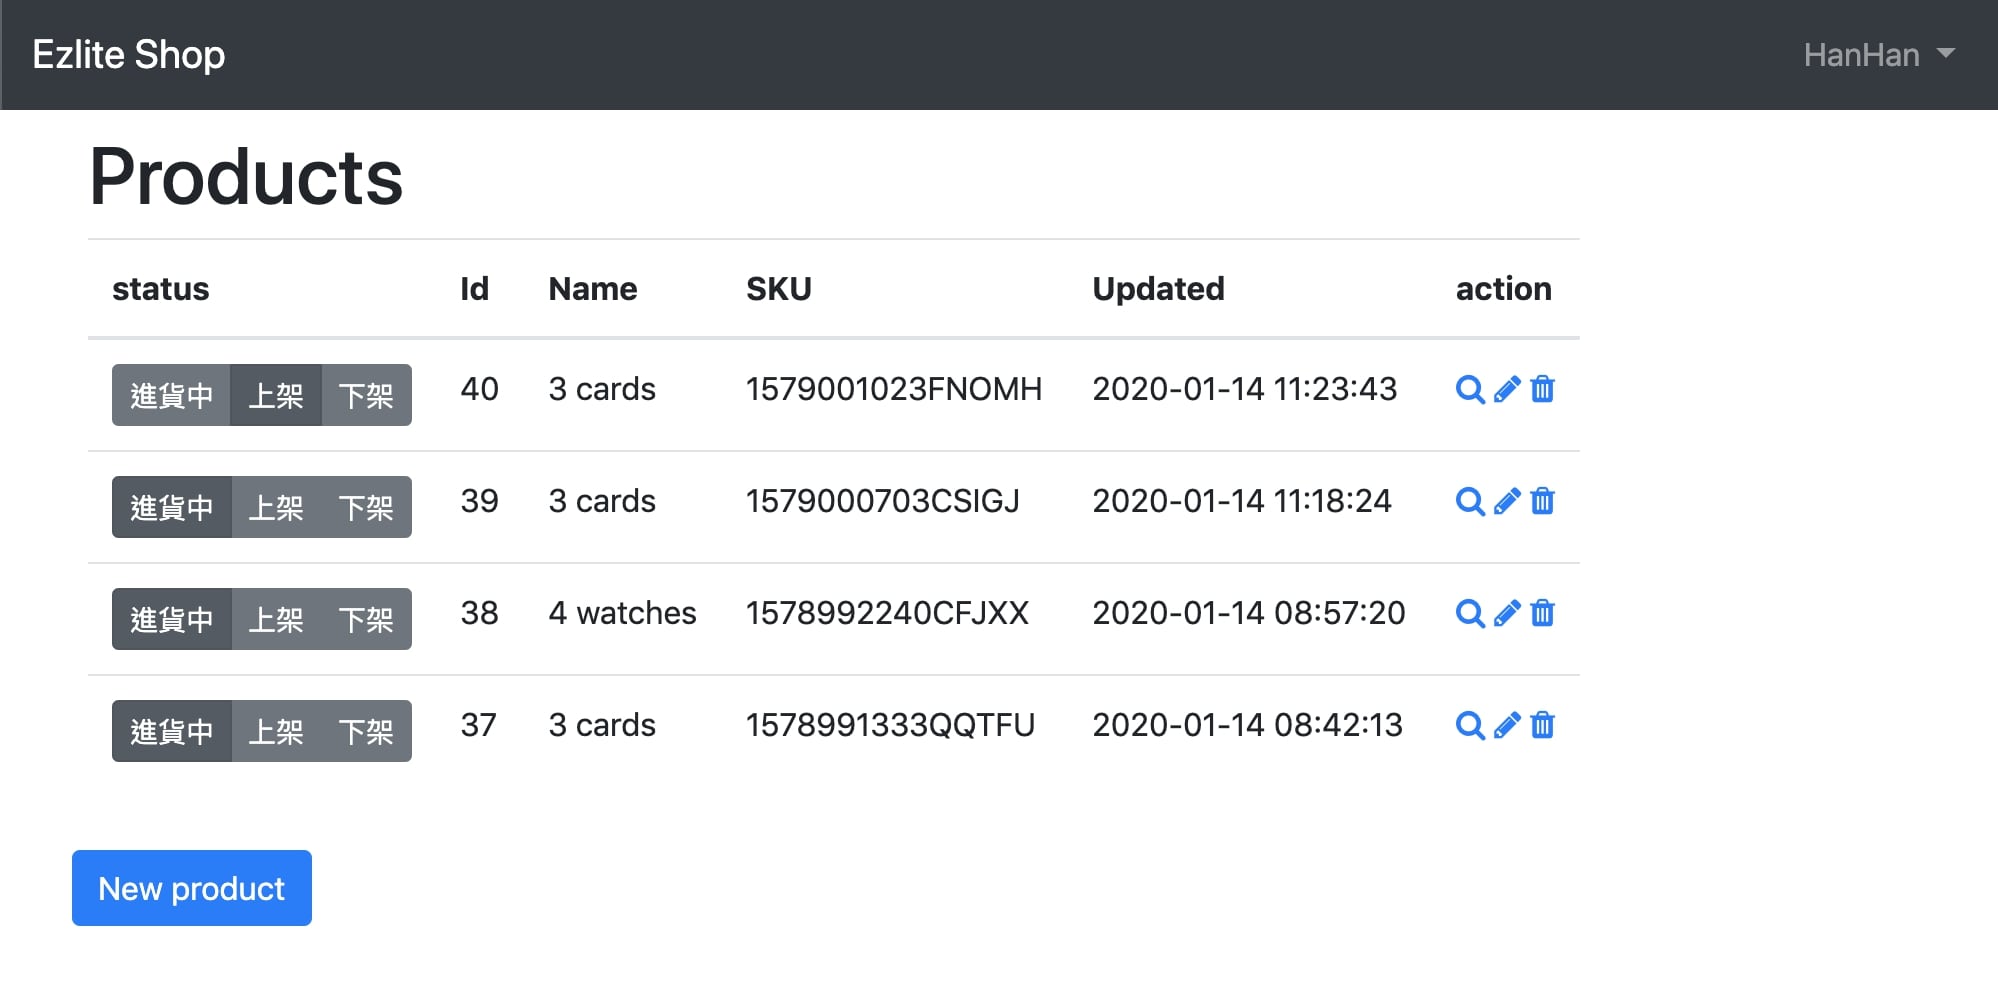 Ezlite Shop HanHan
Products
status Id Name SKU Updated action
進貨中 上架 下架 40 3 cards 1579001023FNOMH 2020-01-14 11:23:43
進貨中 上架 下架 39 3 cards 1579000703CSIGJ 2020-01-14 11:18:24
進貨中 上架 下架 38 4 watches 1578992240CFJXX 2020-01-14 08:57:20
進貨中 上架 下架 37 3 cards 1578991333QQTFU 2020-01-14 08:42:13
New product